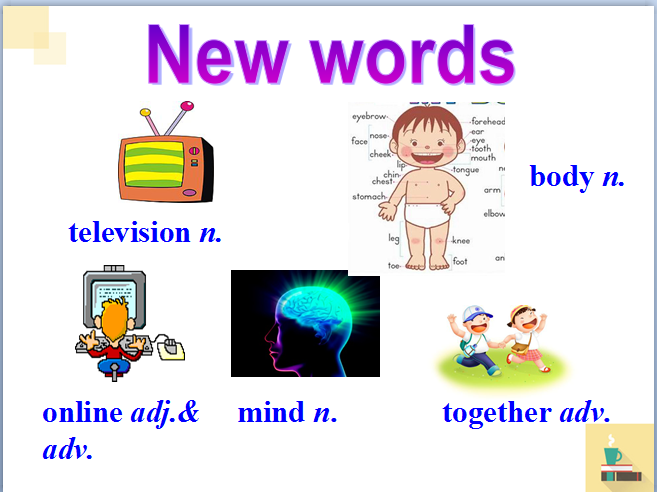 New words
eyebrow
forehead
ear
nose
eye
face
tooth
cheek
mouth
lip
tongue
chin
chest
arm
stomach
elbow
leg
knee
toe
foot
body n.
television n.
online adj.& adv.
mind n.
together adv.